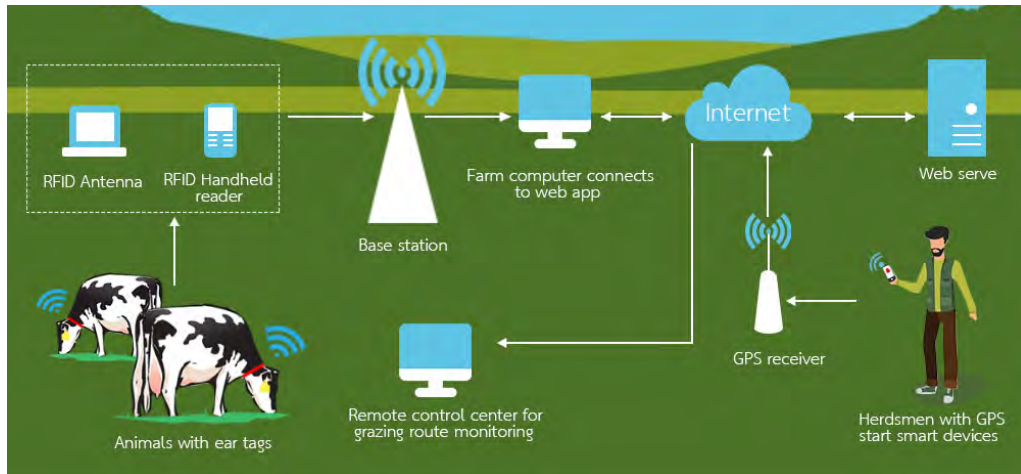 RFID Antenna
RFID Handheld
reader
Base station
Farm computer connects
to web app
Internet
Web serve
Animals with ear tags
Remote control center for
grazing route monitoring
GPS receiver
Herdsmen with GPS
start smart devices